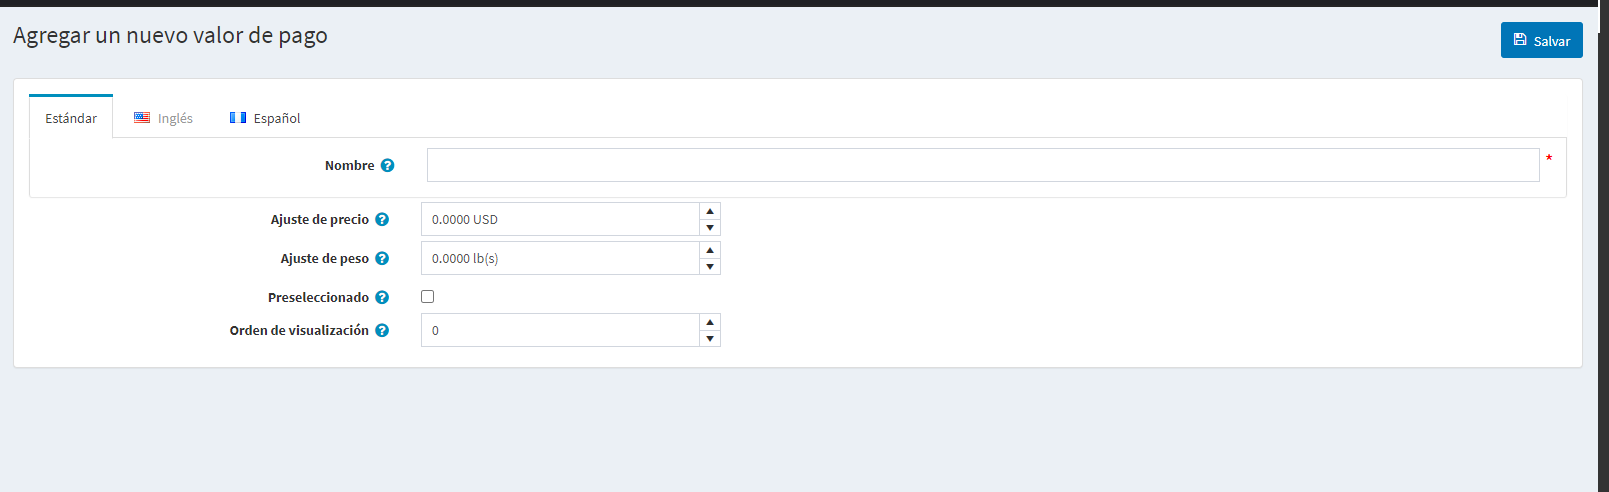 Agregar un nuevo valor de pago
Salvar
Estándar Inglés Español
Nombre ? *
Ajuste de precio ? 0.0000 USD
Ajuste de peso ? 0.0000 lb(s)
Preseleccionado ?
Orden de visualización ? 0